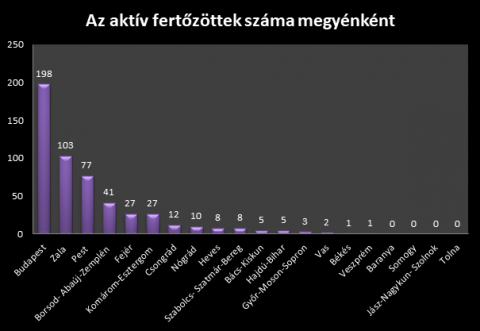 Az aktív fertőzöttek száma megyénként
250
200
150
100
50
0
198
103
77
41
27
27
12
10
8
8
5
5
3
2
1
1
0
0
0
0
Budapest
Zala
Pest
Borsod- Abaúj-Zemplén
Fejér
Komárom-Esztergom
Csongrád
Nógrád
Heves
Szabolcs- Szatmár-Bereg
Bács-Kiskun
Hajdú-Bihar
Győr-Moson-Sopron
Vas
Békés
Veszprém
Baranya
Somogy
Jász-Nagykun- Szolnok
Tolna